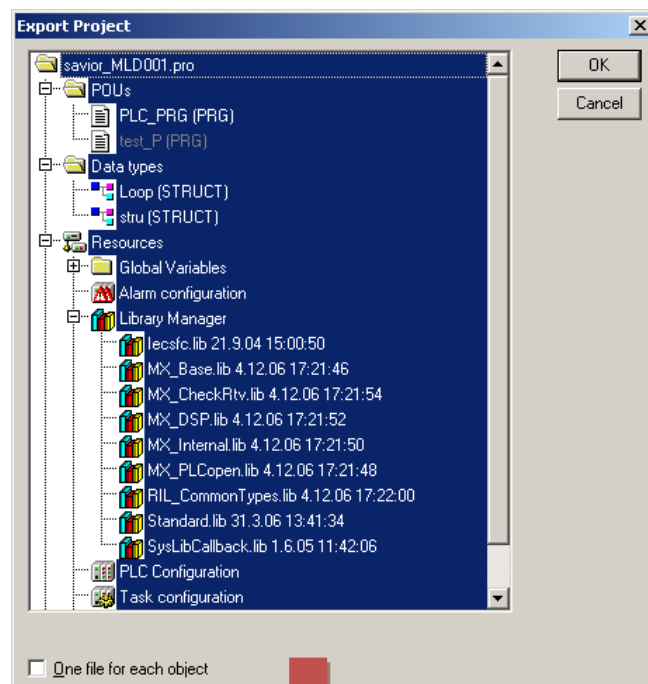 Export Project
savior_MLD001.pro
OK
POUs
Cancel
PLC_PRG (PRG)
test_P (PRG)
Data types
Loop (STRUCT)
stru (STRUCT)
Resources
Global Variables
Alarm configuration
Library Manager
Iecsfc.lib 21.9.04 15:00:50
MX_Base.lib 4.12.06 17:21:46
MX_CheckRtv.lib 4.12.06 17:21:54
MX_DSP.lib 4.12.06 17:21:52
MX_Internal.lib 4.12.06 17:21:50
MX_PLCopen.lib 4.12.06 17:21:48
RIL_CommonTypes.lib 4.12.06 17:22:00
Standard.lib 31.3.06 13:41:34
SysLibCallback.lib 1.6.05 11:42:06
PLC Configuration
Task configuration
One file for each object